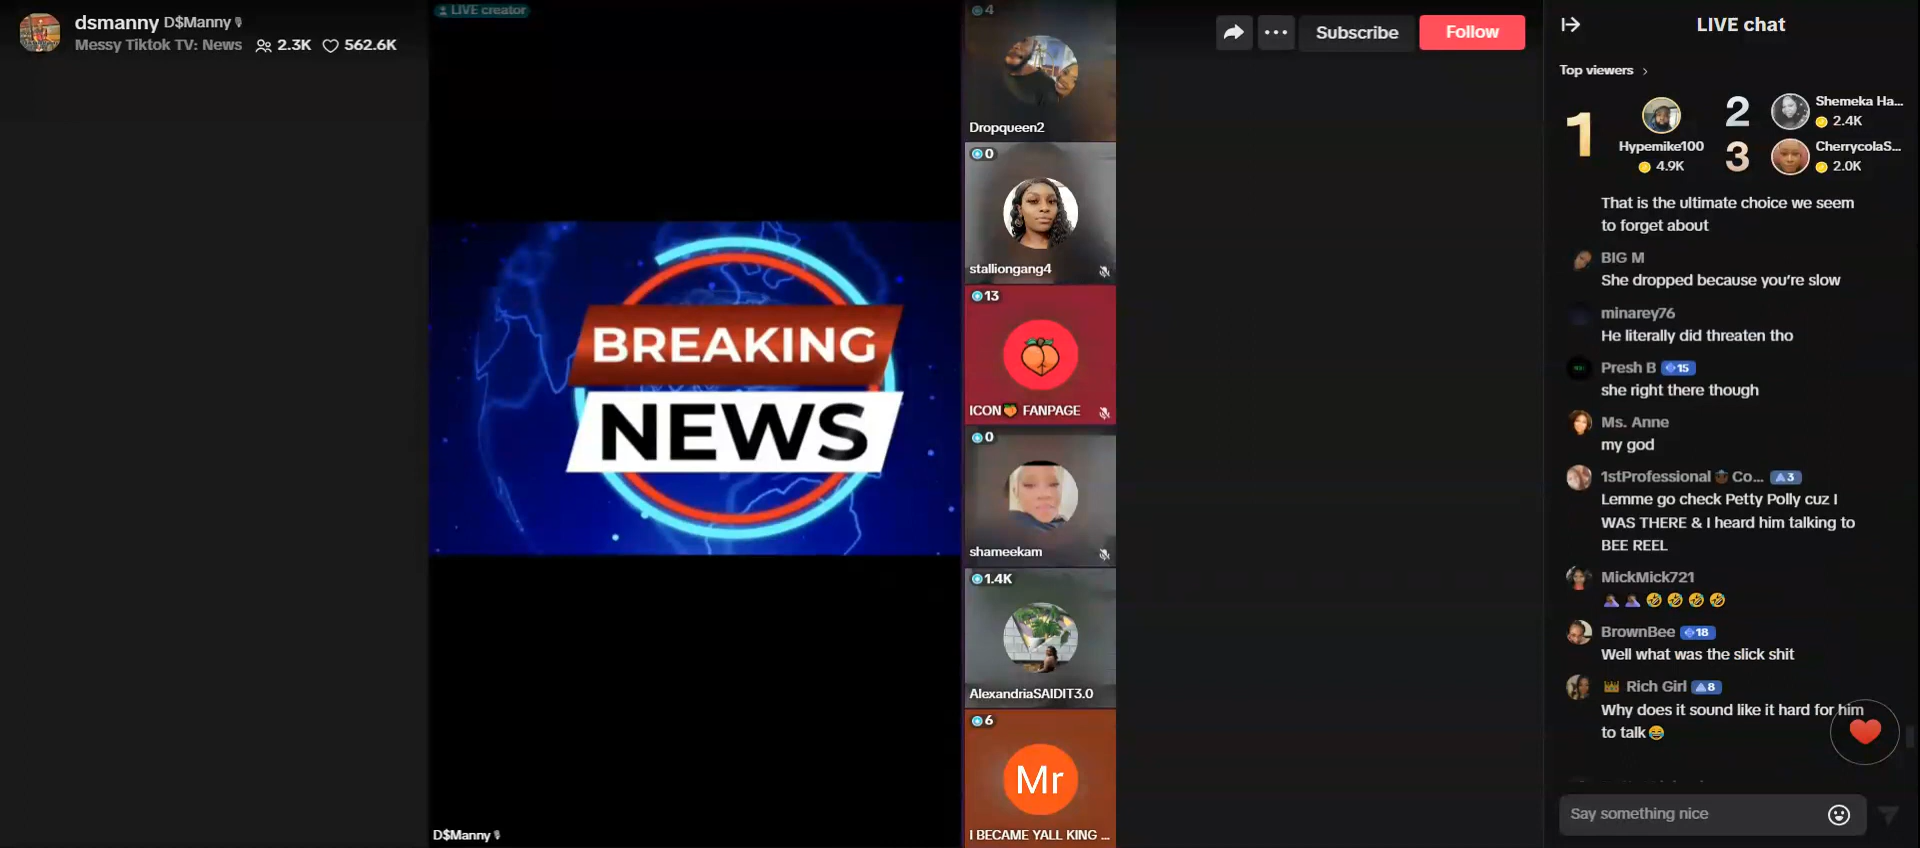 dsmanny D$Manny🎙
Messy Tiktok TV: News 2.3K 562.6K
LIVE creator
BREAKING
NEWS
D$Manny🎙
4
Dropqueen2
0
stalliongang4
13
ICON🍑 FANPAGE
0
shameekam
1.4K
AlexandriaSAIDIT3.0
6
Mr
I BECAME YALL KING ...
Subscribe
Follow
LIVE chat
Top viewers >
1
Hypemike100
4.9K
2
Shemeka Ha...
2.4K
3
CherrycolaS...
2.0K
That is the ultimate choice we seem
to forget about
BIG M
She dropped because you’re slow
minarey76
He literally did threaten tho
Presh B 15
she right there though
Ms. Anne
my god
1stProfessional Co... 3
Lemme go check Petty Polly cuz I
WAS THERE & I heard him talking to
BEE REEL
MickMick721
🤦🏾‍♀️🤦🏾‍♀️🤣🤣🤣🤣
BrownBee 18
Well what was the slick shit
Rich Girl 8
Why does it sound like it hard for him
to talk😂
Say something nice